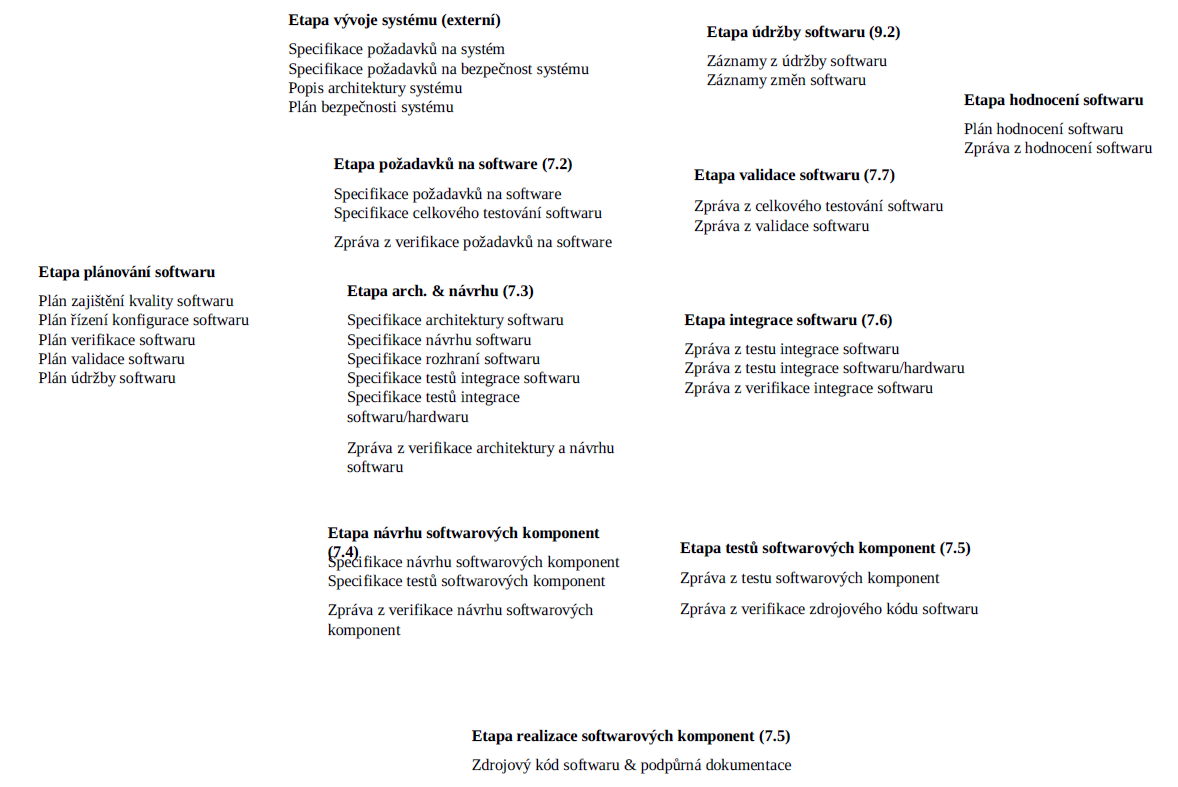 Etapa vývoje systému (externí)
Specifikace požadavků na systém
Specifikace požadavků na bezpečnost systému
Popis architektury systému
Plán bezpečnosti systému
Etapa údržby softwaru (9.2)
Záznamy z údržby softwaru
Záznamy změn softwaru
Etapa hodnocení softwaru
Plán hodnocení softwaru
Zpráva z hodnocení softwaru
Etapa požadavků na software (7.2)
Specifikace požadavků na software
Specifikace celkového testování softwaru
Zpráva z verifikace požadavků na software
Etapa validace softwaru (7.7)
Zpráva z celkového testování softwaru
Zpráva z validace softwaru
Etapa plánování softwaru
Plán zajištění kvality softwaru
Plán řízení konfigurace softwaru
Plán verifikace softwaru
Plán validace softwaru
Plán údržby softwaru
Etapa arch. & návrhu (7.3)
Specifikace architektury softwaru
Specifikace návrhu softwaru
Specifikace rozhraní softwaru
Specifikace testů integrace softwaru
Specifikace testů integrace
softwaru/hardwaru
Zpráva z verifikace architektury a návrhu
softwaru
Etapa integrace softwaru (7.6)
Zpráva z testu integrace softwaru
Zpráva z testu integrace softwaru/hardwaru
Zpráva z verifikace integrace softwaru
Etapa návrhu softwarových komponent
(7.4)
Specifikace návrhu softwarových komponent
Specifikace testů softwarových komponent
Zpráva z verifikace návrhu softwarových
komponent
Etapa testů softwarových komponent (7.5)
Zpráva z testu softwarových komponent
Zpráva z verifikace zdrojového kódu softwaru
Etapa realizace softwarových komponent (7.5)
Zdrojový kód softwaru & podpůrná dokumentace